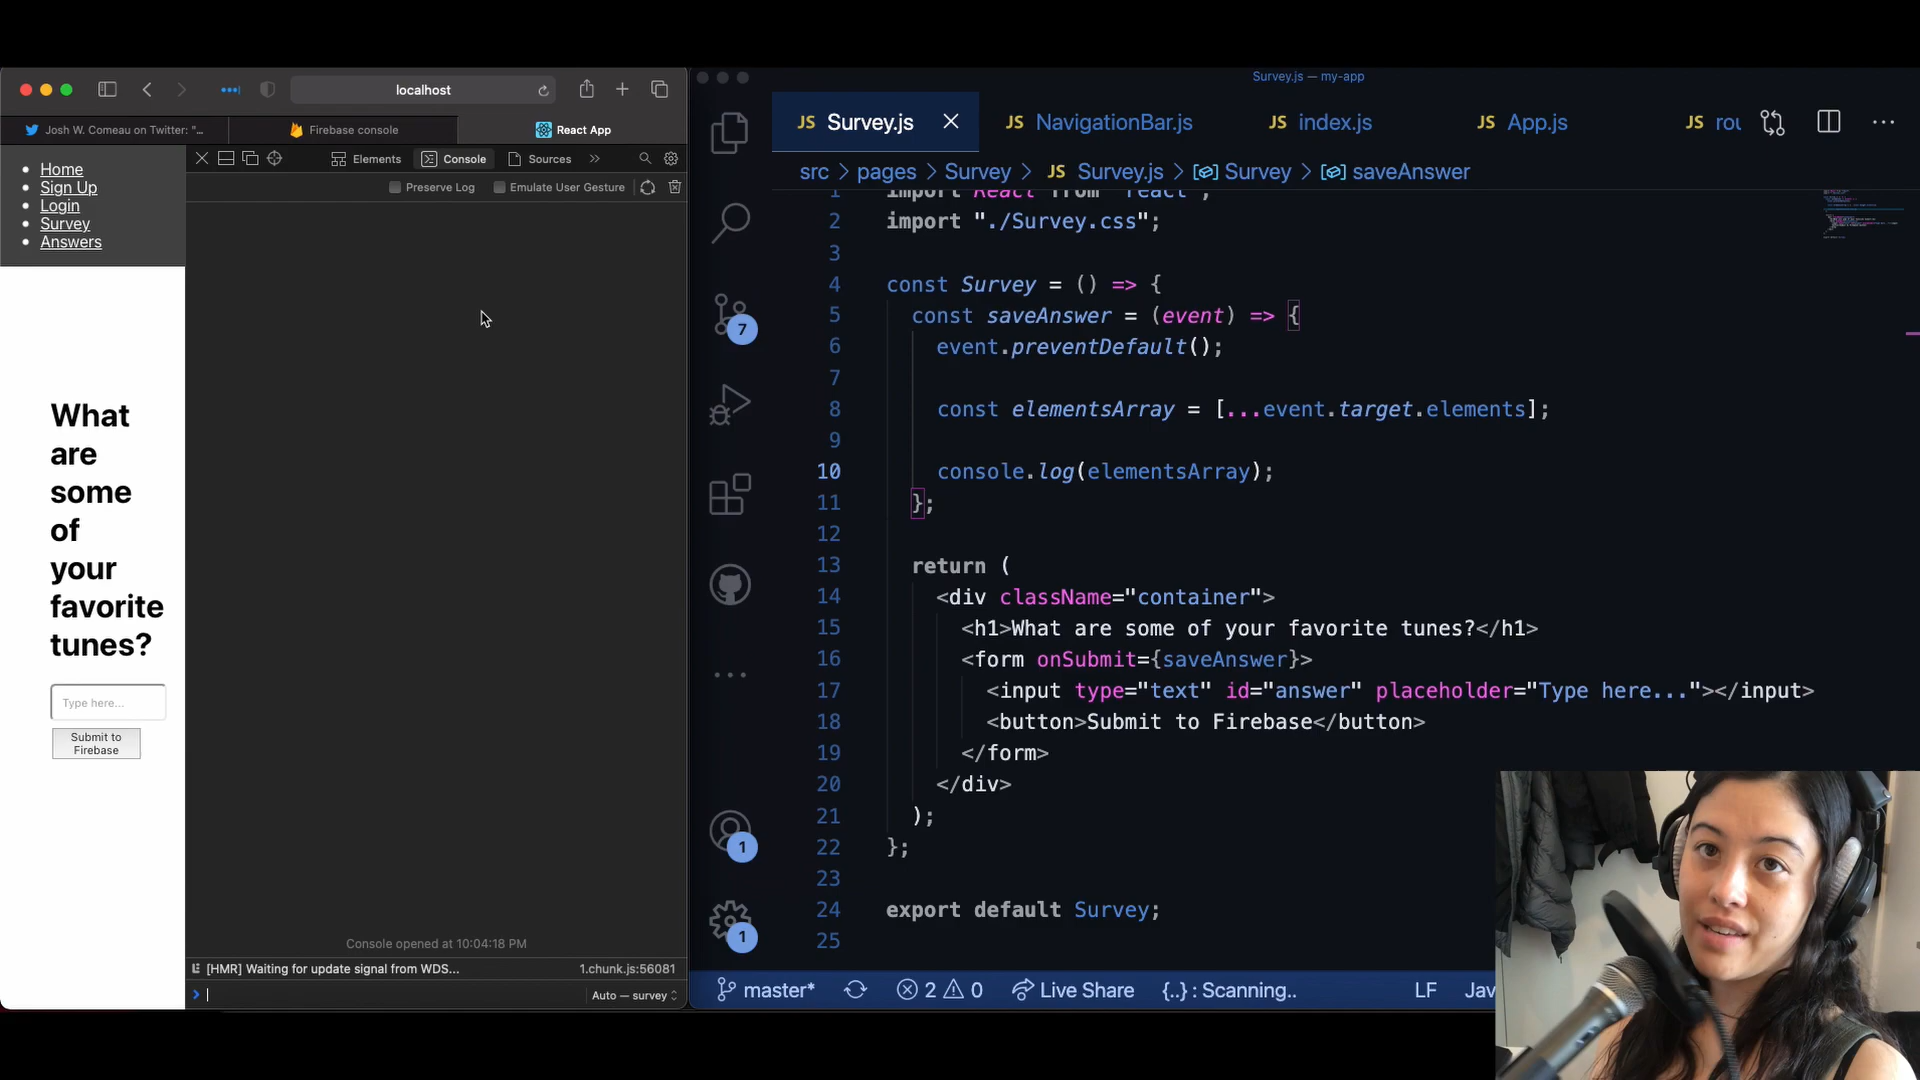 localhost
Josh W. Comeau on Twitter: "...
Firebase console
React App
Home
Sign Up
Login
Survey
Answers
Elements
Console
Sources
Preserve Log
Emulate User Gesture
What
are
some
of
your
favorite
tunes?
Type here...
Submit to
Firebase
Console opened at 10:04:18 PM
[HMR] Waiting for update signal from WDS...
1.chunk.js:56081
Auto — survey
Survey.js — my-app
JS Survey.js
JS NavigationBar.js
JS index.js
JS App.js
JS rou
src > pages > Survey > JS Survey.js > Survey > saveAnswer
7
1
1
1 import React from "react";
2 import "./Survey.css";
3
4 const Survey = () => {
5 const saveAnswer = (event) => {
6 event.preventDefault();
7
8 const elementsArray = [...event.target.elements];
9
10 console.log(elementsArray);
11 };
12
13 return (
14 <div className="container">
15 <h1>What are some of your favorite tunes?</h1>
16 <form onSubmit={saveAnswer}>
17 <input type="text" id="answer" placeholder="Type here..."></input>
18 <button>Submit to Firebase</button>
19 </form>
20 </div>
21 );
22 };
23
24 export default Survey;
25
master*
2
0
Live Share
{..} : Scanning..
LF
Jav